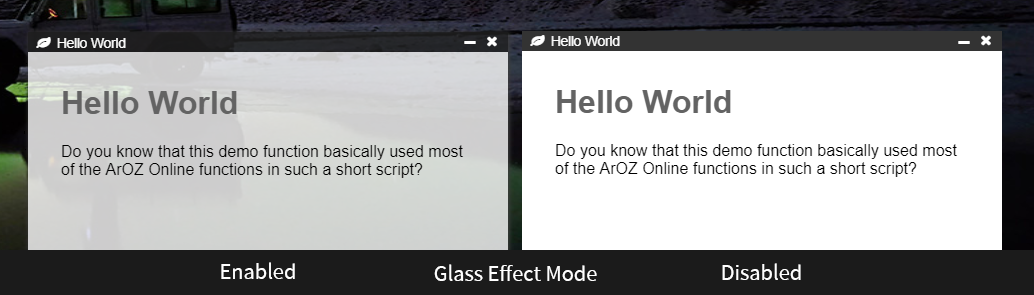 Hello World
Hello World
Do you know that this demo function basically used most
of the ArOZ Online functions in such a short script?
Hello World
Hello World
Do you know that this demo function basically used most
of the ArOZ Online functions in such a short script?
Enabled
Glass Effect Mode
Disabled